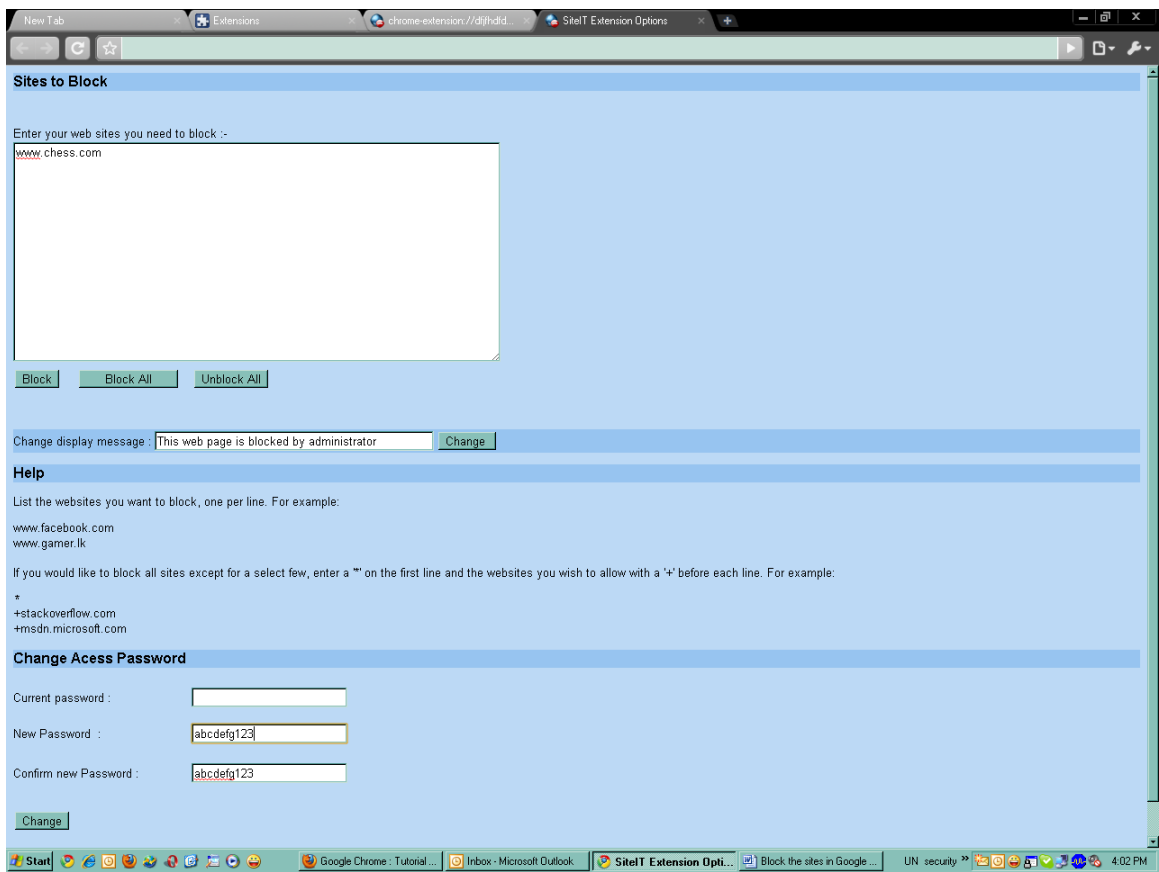 New Tab
Extensions
chrome-extension://dfjfhdfd...
SiteIT Extension Options
Sites to Block
Enter your web sites you need to block :-
www.chess.com
Block
Block All
Unblock All
Change display message :
This web page is blocked by administrator
Change
Help
List the websites you want to block, one per line. For example:
www.facebook.com
www.gamer.lk
If you would like to block all sites except for a select few, enter a '*' on the first line and the websites you wish to allow with a '+' before each line. For example:
*
+stackoverflow.com
+msdn.microsoft.com
Change Acess Password
Current password :
New Password :
abcdefg123
Confirm new Password :
abcdefg123
Change
Start
Google Chrome : Tutorial ...
Inbox - Microsoft Outlook
SiteIT Extension Opti...
Block the sites in Google ...
UN security »
4:02 PM